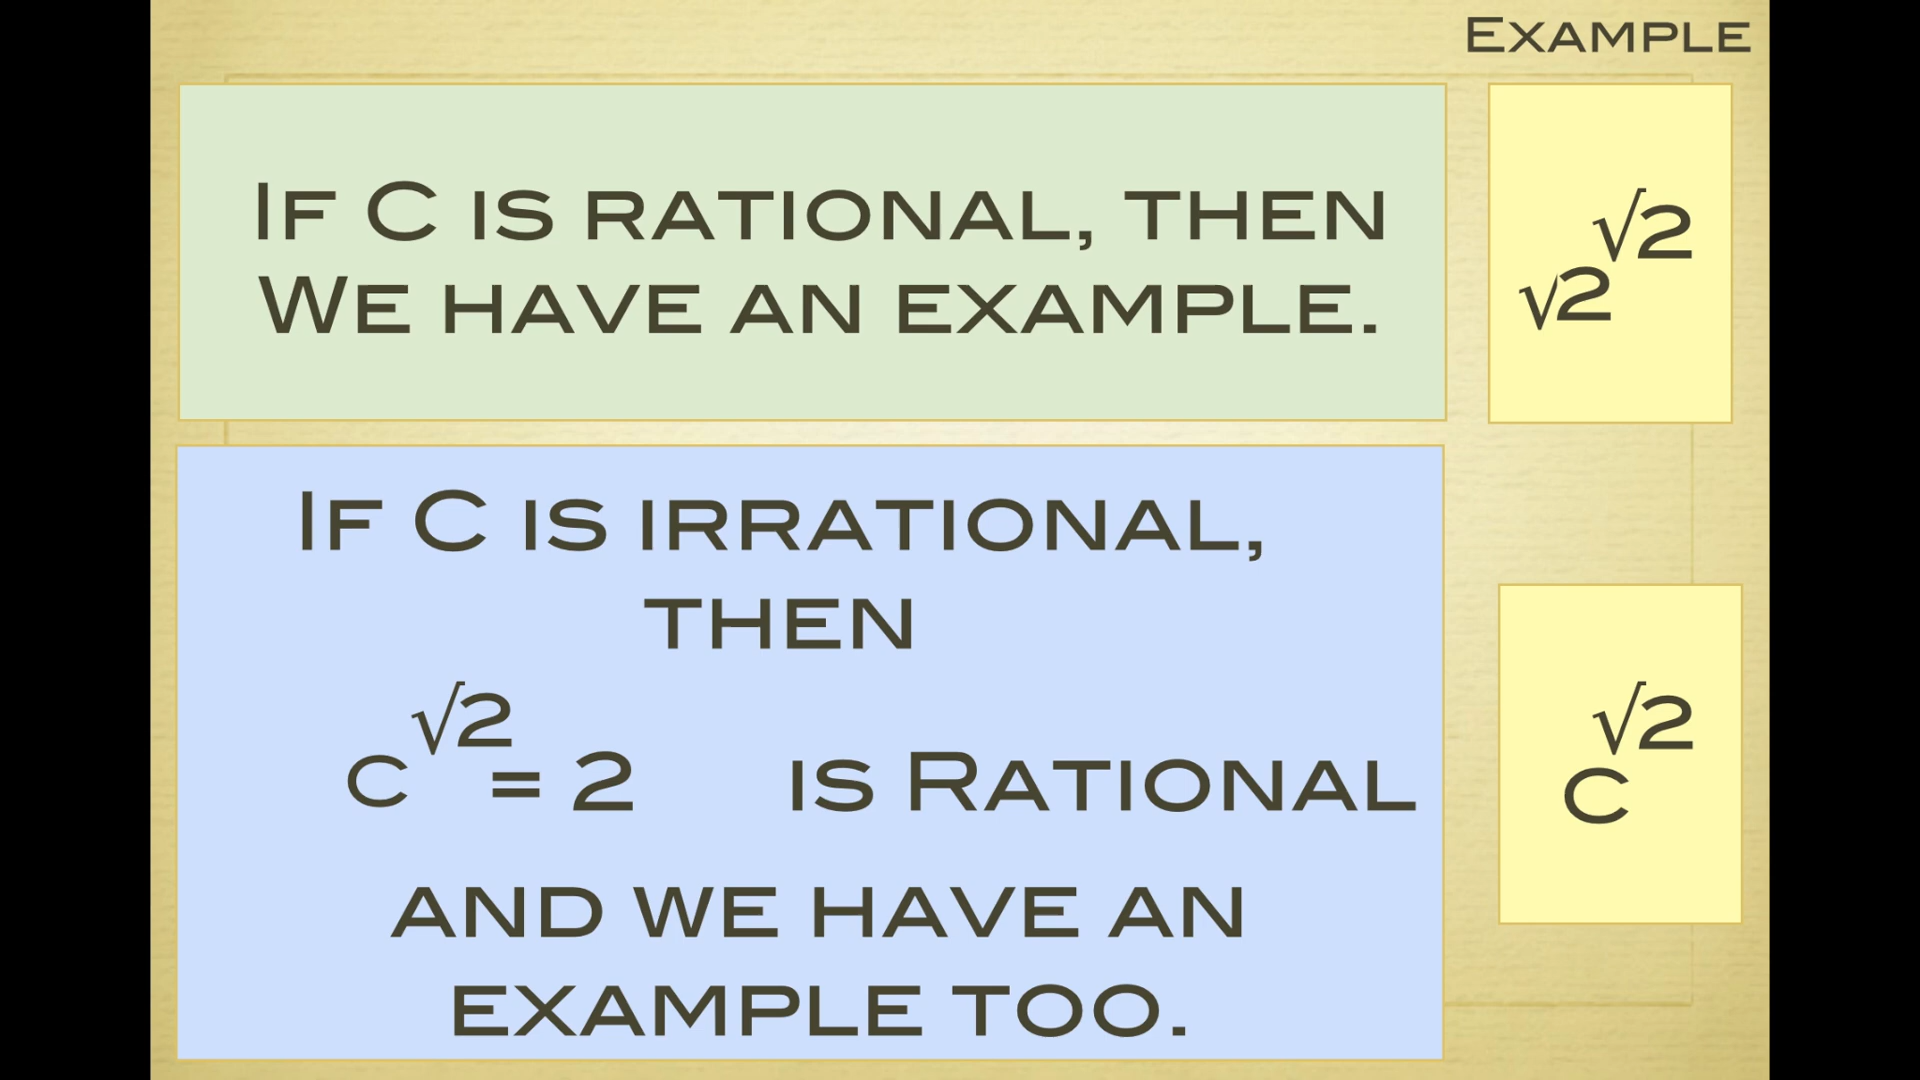 Example
If C is rational, then
We have an example.
√2
√2
If C is irrational,
then
√2
C = 2 is Rational
√2
C
and we have an
example too.